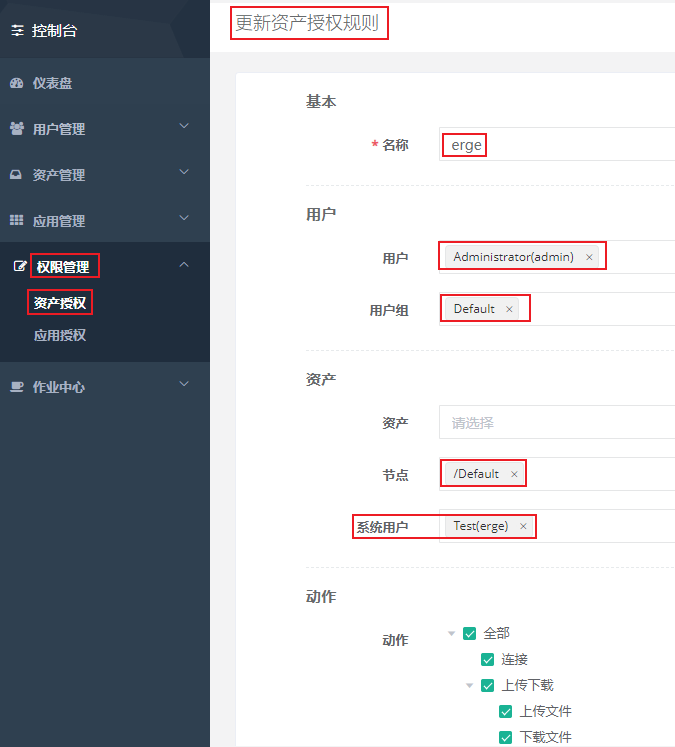 控制台
仪表盘
用户管理
资产管理
应用管理
权限管理
资产授权
应用授权
作业中心
更新资产授权规则
基本
* 名称 erge
用户
用户 Administrator(admin) ×
用户组 Default ×
资产
资产 请选择
节点 /Default ×
系统用户 Test(erge) ×
动作
动作 全部
连接
上传下载
上传文件
下载文件